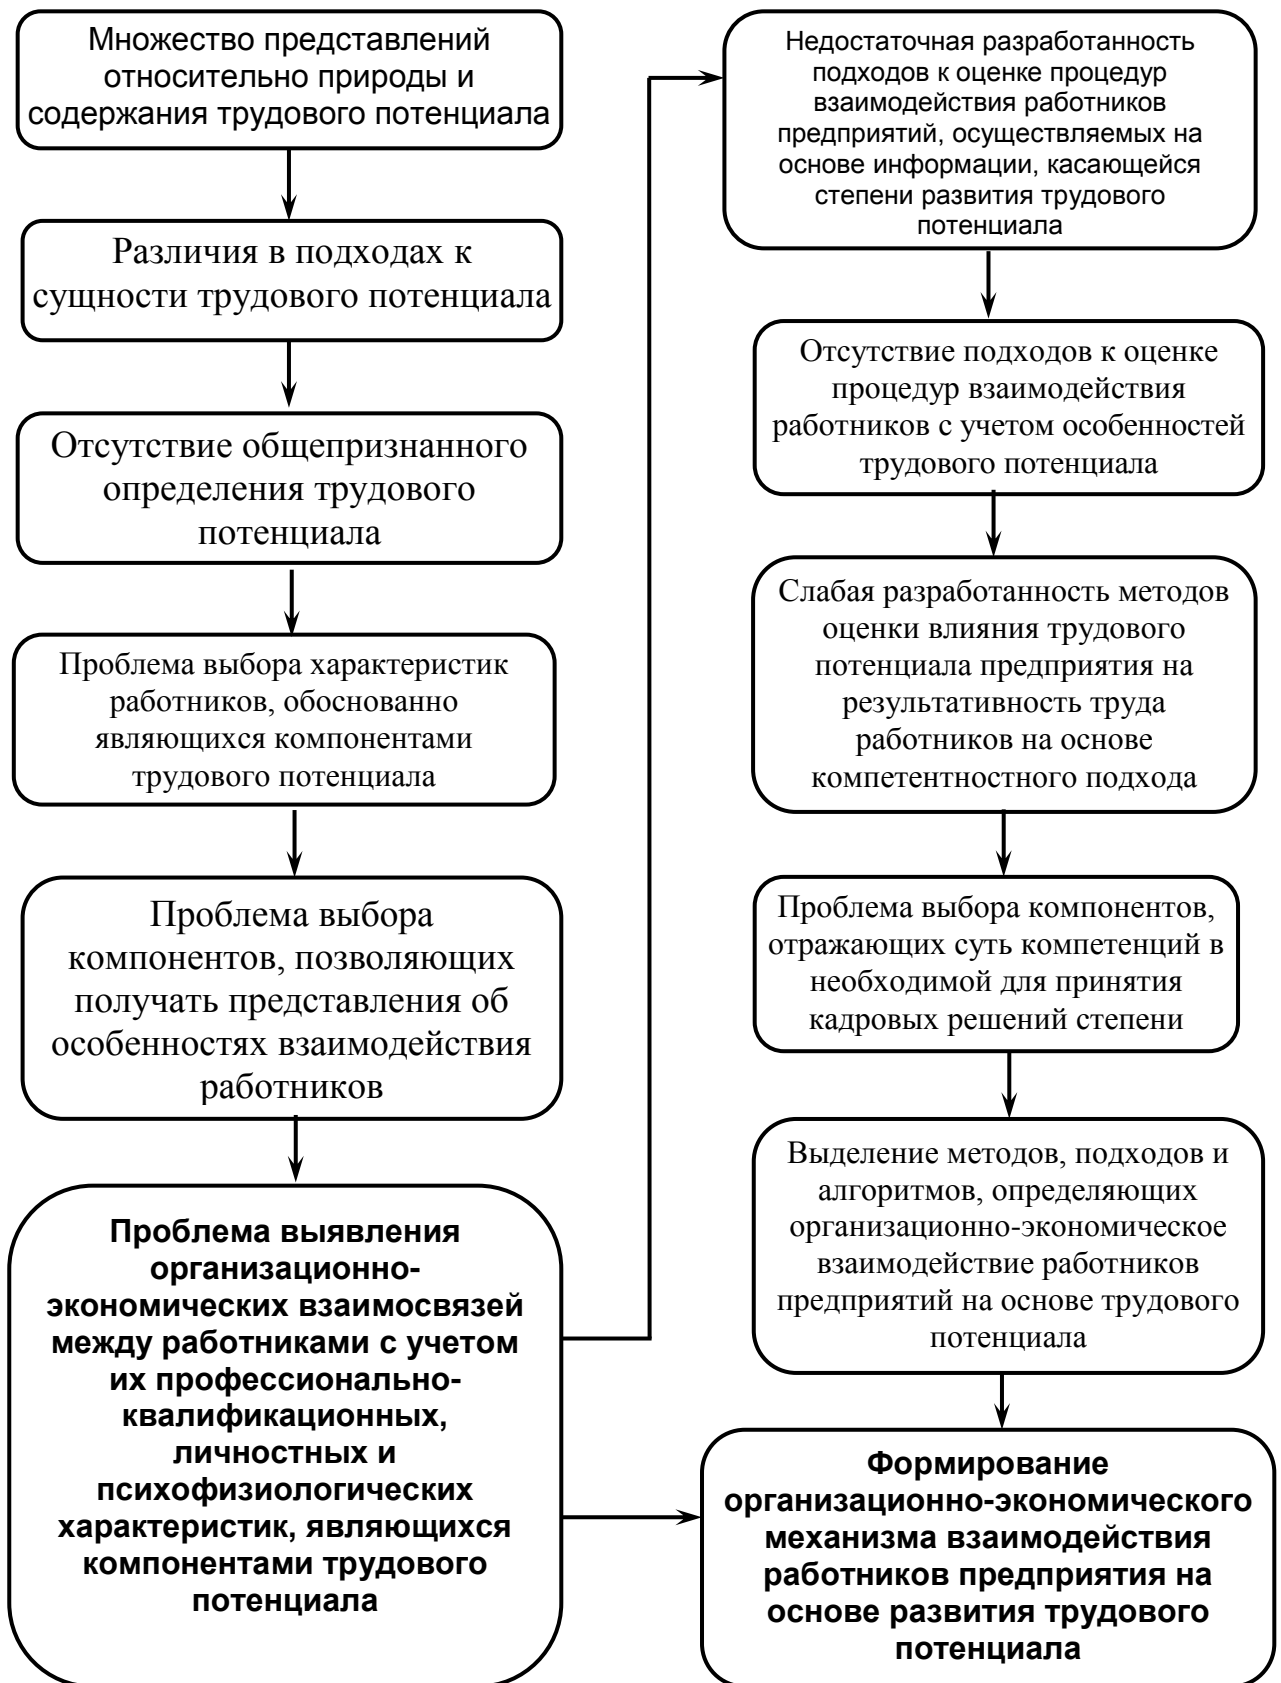 Множество представлений
относительно природы и
содержания трудового потенциала
Различия в подходах к
сущности трудового потенциала
Отсутствие общепризнанного
определения трудового
потенциала
Проблема выбора характеристик
работников, обоснованно
являющихся компонентами
трудового потенциала
Проблема выбора
компонентов, позволяющих
получать представления об
особенностях взаимодействия
работников
Проблема выявления
организационно-
экономических взаимосвязей
между работниками с учетом
их профессионально-
квалификационных,
личностных и
психофизиологических
характеристик, являющихся
компонентами трудового
потенциала
Недостаточная разработанность
подходов к оценке процедур
взаимодействия работников
предприятий, осуществляемых на
основе информации, касающейся
степени развития трудового
потенциала
Отсутствие подходов к оценке
процедур взаимодействия
работников с учетом особенностей
трудового потенциала
Слабая разработанность методов
оценки влияния трудового
потенциала предприятия на
результативность труда
работников на основе
компетентностного подхода
Проблема выбора компонентов,
отражающих суть компетенций в
необходимой для принятия
кадровых решений степени
Выделение методов, подходов и
алгоритмов, определяющих
организационно-экономическое
взаимодействие работников
предприятий на основе трудового
потенциала
Формирование
организационно-экономического
механизма взаимодействия
работников предприятия на
основе развития трудового
потенциала